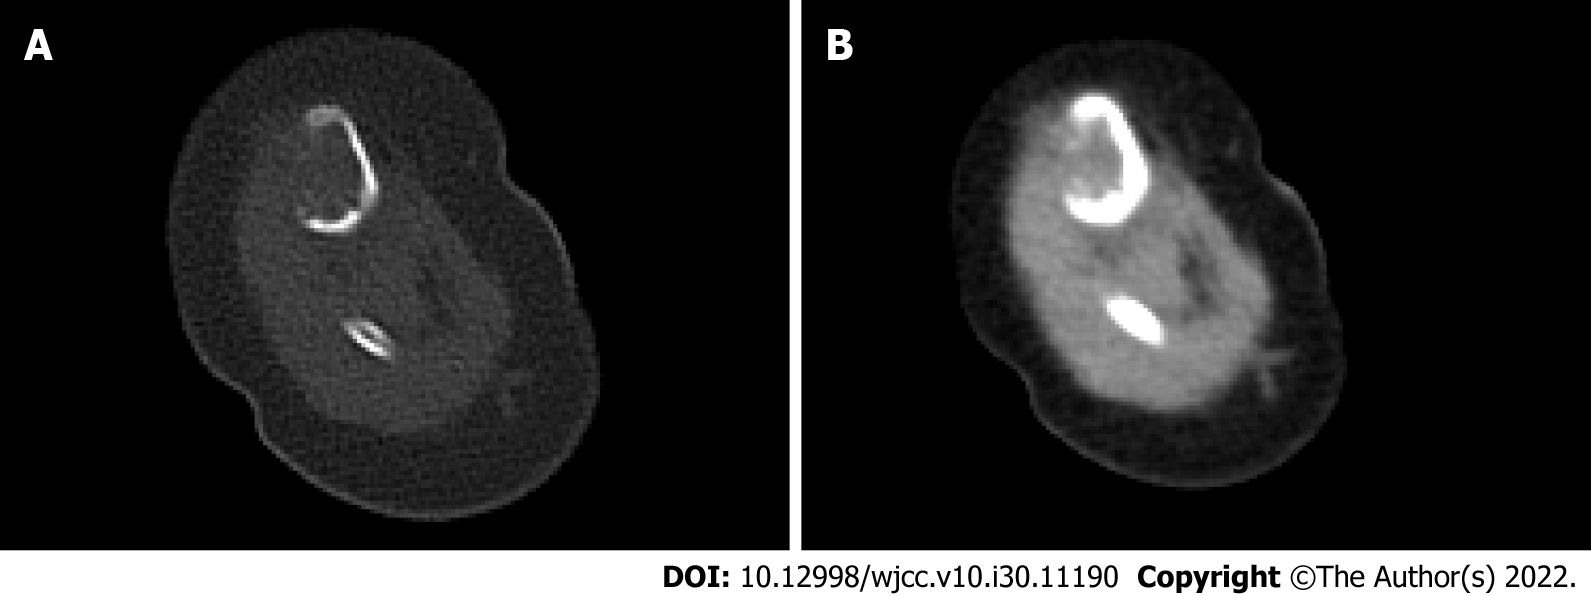 A
B
DOI: 10.12998/wjcc.v10.i30.11190 Copyright ©The Author(s) 2022.